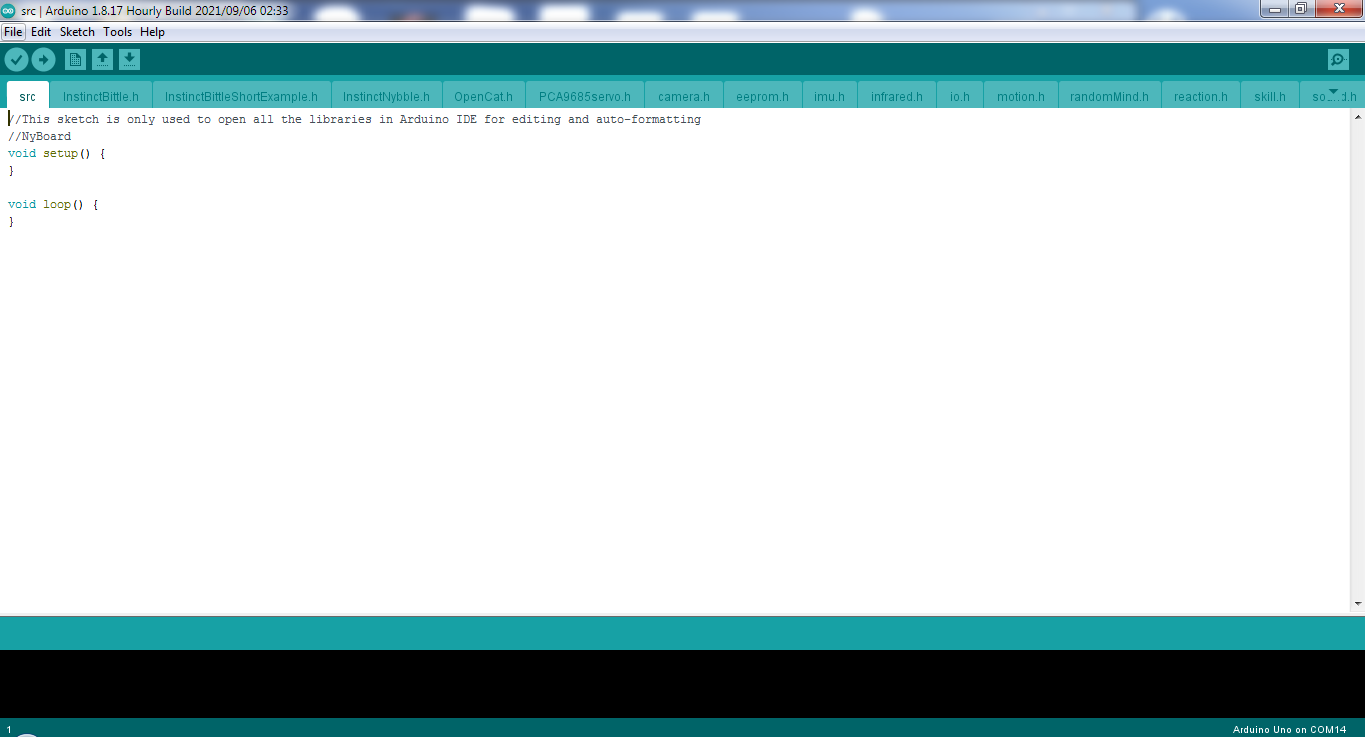 src | Arduino 1.8.17 Hourly Build 2021/09/06 02:33
File Edit Sketch Tools Help
src InstinctBittle.h InstinctBittleShortExample.h InstinctNybble.h OpenCat.h PCA9685servo.h camera.h eeprom.h imu.h infrared.h io.h motion.h randomMind.h reaction.h skill.h
//This sketch is only used to open all the libraries in Arduino IDE for editing and auto-formatting
//NyBoard
void setup() {
}
void loop() {
}
1 Arduino Uno on COM14